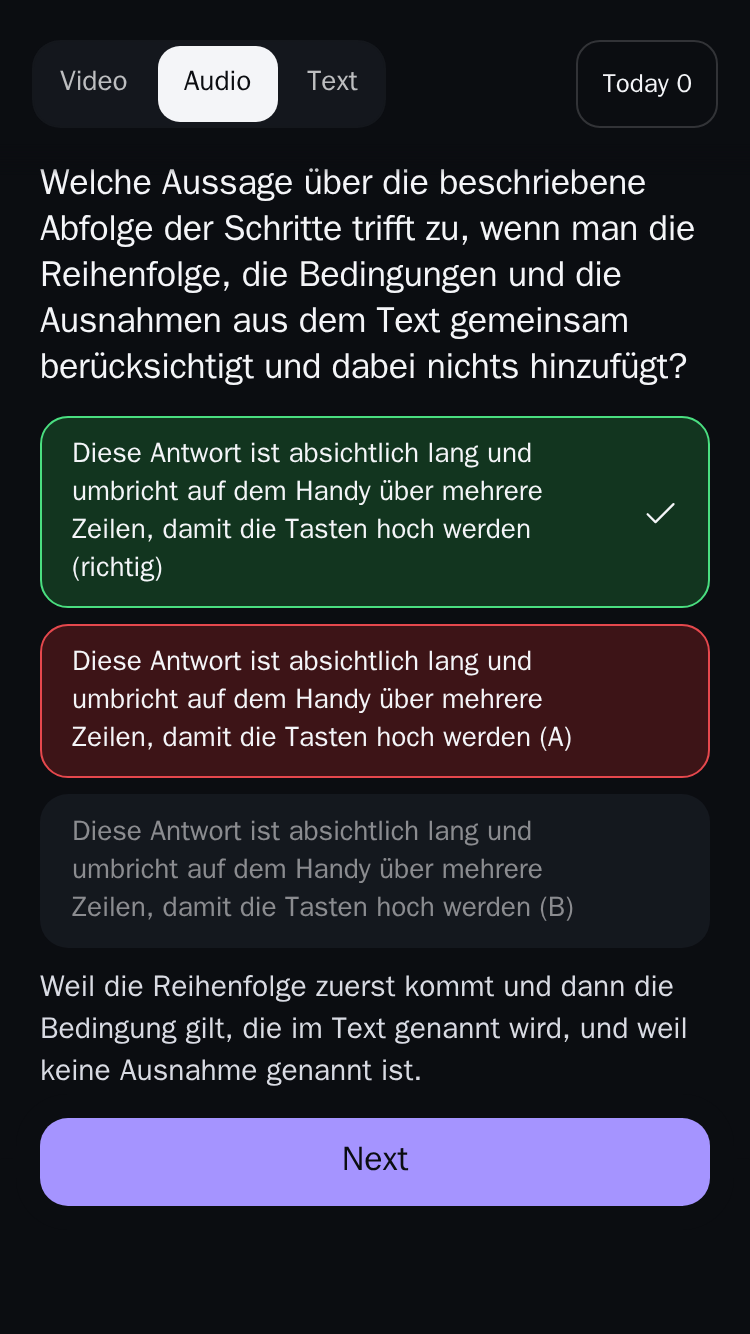 Video Audio Text Today 0
Welche Aussage über die beschriebene
Abfolge der Schritte trifft zu, wenn man die
Reihenfolge, die Bedingungen und die
Ausnahmen aus dem Text gemeinsam
berücksichtigt und dabei nichts hinzufügt?
Diese Antwort ist absichtlich lang und
umbricht auf dem Handy über mehrere
Zeilen, damit die Tasten hoch werden
(richtig)
Diese Antwort ist absichtlich lang und
umbricht auf dem Handy über mehrere
Zeilen, damit die Tasten hoch werden (A)
Diese Antwort ist absichtlich lang und
umbricht auf dem Handy über mehrere
Zeilen, damit die Tasten hoch werden (B)
Weil die Reihenfolge zuerst kommt und dann die
Bedingung gilt, die im Text genannt wird, und weil
keine Ausnahme genannt ist.
Next